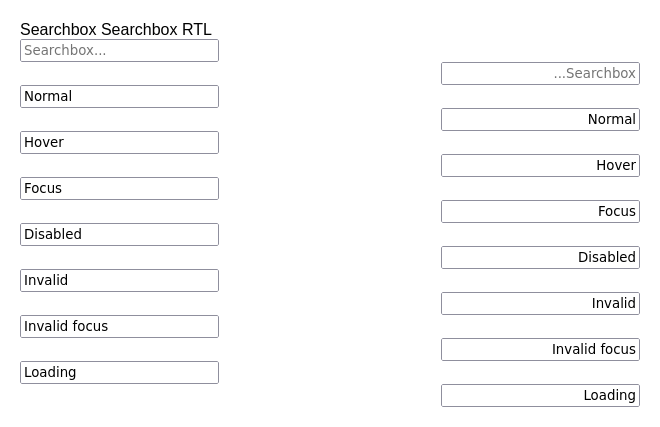 Searchbox Searchbox RTL
Searchbox...
...Searchbox
Normal
Normal
Hover
Hover
Focus
Focus
Disabled
Disabled
Invalid
Invalid
Invalid focus
Invalid focus
Loading
Loading